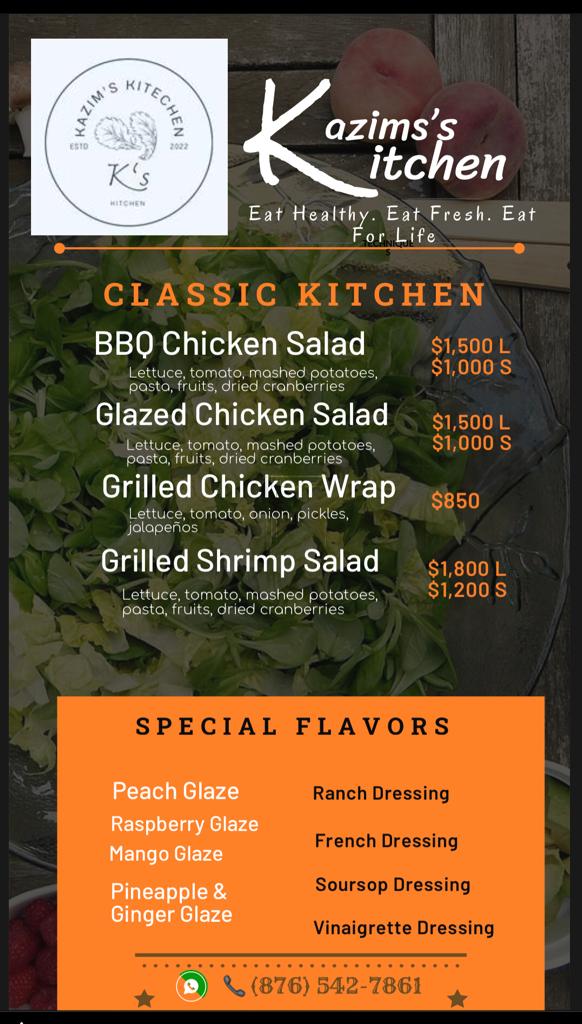 KAZIM'S KITECHEN
ESTD 2022
K's
KITCHEN
Kazims's
Kitchen
Eat Healthy. Eat Fresh. Eat
For Life
CLASSIC KITCHEN
BBQ Chicken Salad
$1,500 L
$1,000 S
Lettuce, tomato, mashed potatoes,
pasta, fruits, dried cranberries
Glazed Chicken Salad
$1,500 L
$1,000 S
Lettuce, tomato, mashed potatoes,
pasta, fruits, dried cranberries
Grilled Chicken Wrap
$850
Lettuce, tomato, onion, pickles,
jalapeños
Grilled Shrimp Salad
$1,800 L
$1,200 S
Lettuce, tomato, mashed potatoes,
pasta, fruits, dried cranberries
SPECIAL FLAVORS
Peach Glaze
Raspberry Glaze
Mango Glaze
Pineapple &
Ginger Glaze
Ranch Dressing
French Dressing
Soursop Dressing
Vinaigrette Dressing
(876) 542-7861